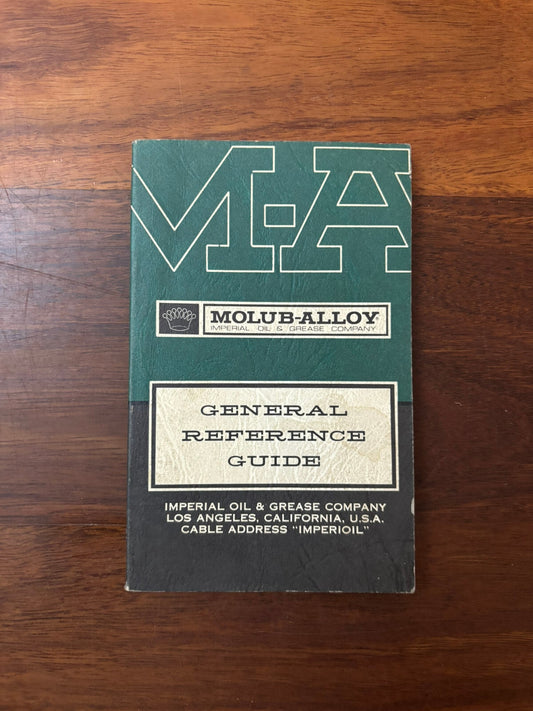 M-A
MOLUB-ALLOY®
IMPERIAL OIL & GREASE COMPANY
GENERAL
REFERENCE
GUIDE
IMPERIAL OIL & GREASE COMPANY
LOS ANGELES, CALIFORNIA, U.S.A.
CABLE ADDRESS "IMPERIOIL"